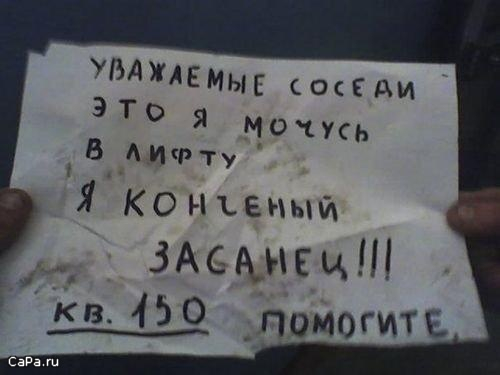 УВАЖАЕМЫЕ СОСЕДИ
ЭТО Я МОЧУСЬ
В ЛИФТУ
Я КОНЧЕНЫЙ
ЗАСАНЕЦ!!!
КВ. 150 ПОМОГИТЕ.
CaPa.ru